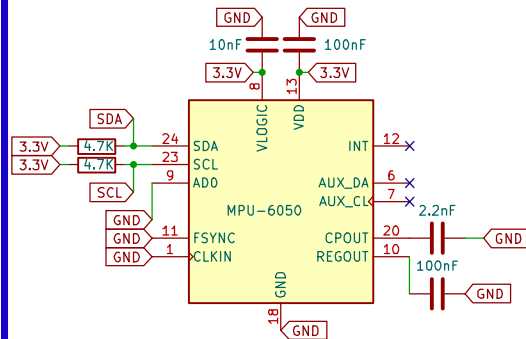 GND GND
10nF 100nF
3.3V 3.3V
8 13
VLOGIC VDD
SDA
3.3V 4.7K 24 SDA INT 12
3.3V 4.7K 23 SCL
9 AD0 AUX_DA 6
SCL AUX_CL 7
MPU-6050 2.2nF
GND
GND 11 FSYNC CPOUT 20 GND
GND 1 CLKIN REGOUT 10 100nF
GND GND
18 GND